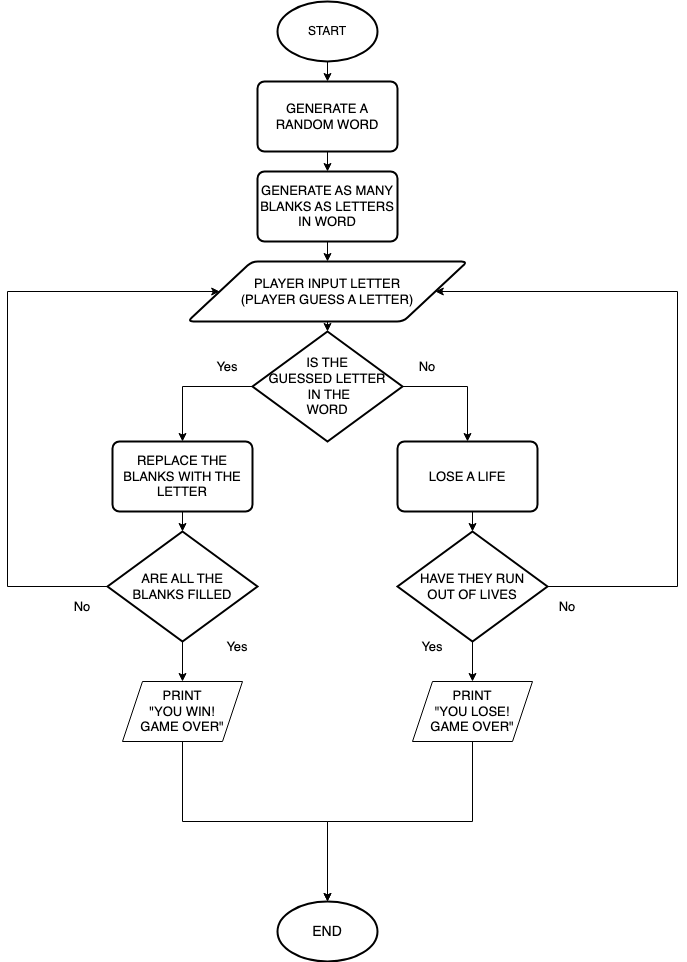 START
GENERATE A
RANDOM WORD
GENERATE AS MANY
BLANKS AS LETTERS
IN WORD
PLAYER INPUT LETTER
(PLAYER GUESS A LETTER)
IS THE
GUESSED LETTER
IN THE
WORD
Yes
No
REPLACE THE
BLANKS WITH THE
LETTER
LOSE A LIFE
ARE ALL THE
BLANKS FILLED
HAVE THEY RUN
OUT OF LIVES
No
Yes
Yes
No
PRINT
"YOU WIN!
GAME OVER"
PRINT
"YOU LOSE!
GAME OVER"
END